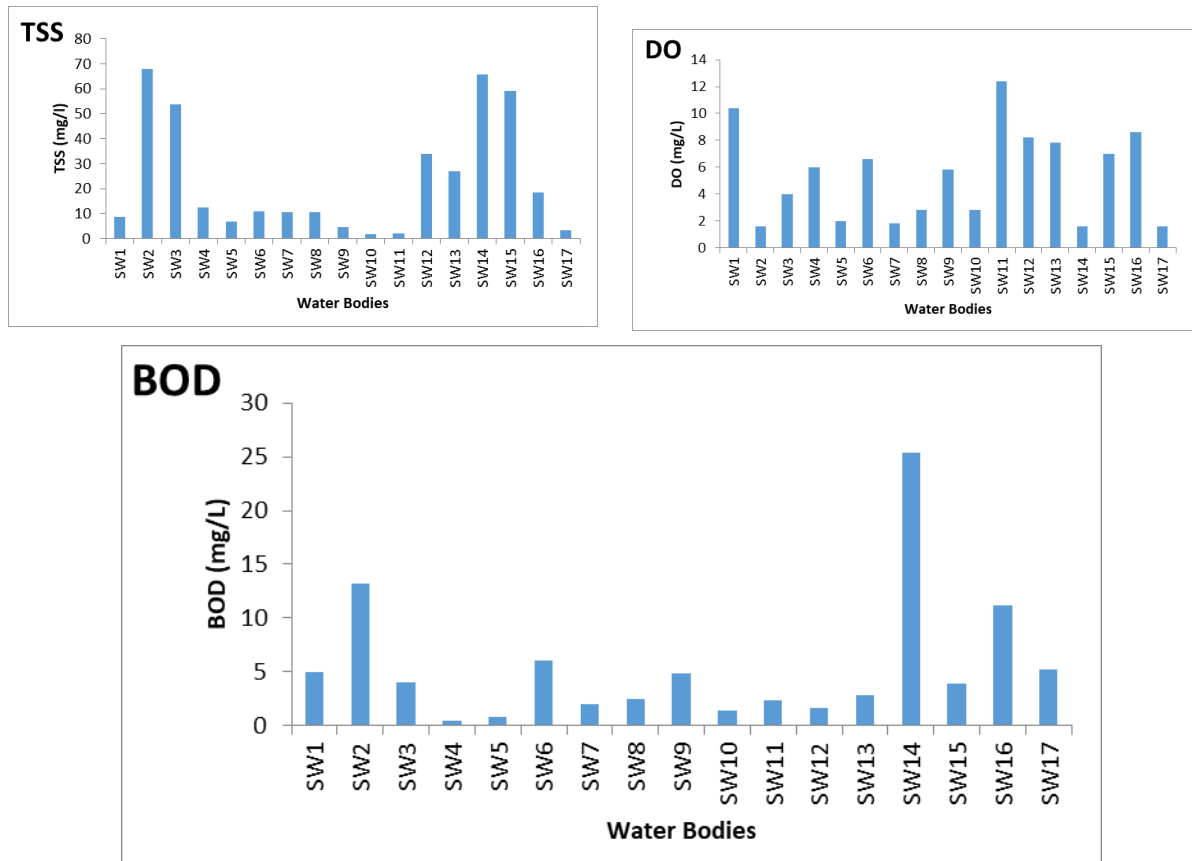 TSS
TSS (mg/l)
80
70
60
50
40
30
20
10
0
SW1 SW2 SW3 SW4 SW5 SW6 SW7 SW8 SW9 SW10 SW11 SW12 SW13 SW14 SW15 SW16 SW17
Water Bodies
DO
DO (mg/L)
14
12
10
8
6
4
2
0
SW1 SW2 SW3 SW4 SW5 SW6 SW7 SW8 SW9 SW10 SW11 SW12 SW13 SW14 SW15 SW16 SW17
Water Bodies
BOD
BOD (mg/L)
30
25
20
15
10
5
0
SW1 SW2 SW3 SW4 SW5 SW6 SW7 SW8 SW9 SW10 SW11 SW12 SW13 SW14 SW15 SW16 SW17
Water Bodies